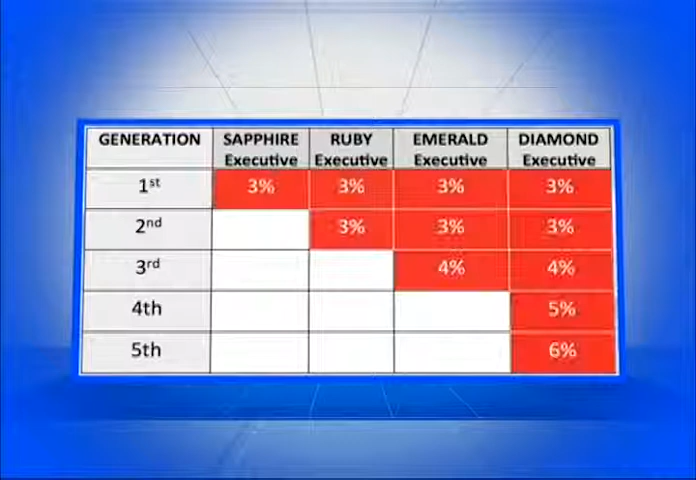 GENERATION SAPPHIRE Executive RUBY Executive EMERALD Executive DIAMOND Executive
1st 3% 3% 3% 3%
2nd 3% 3% 3%
3rd 4% 4%
4th 5%
5th 6%